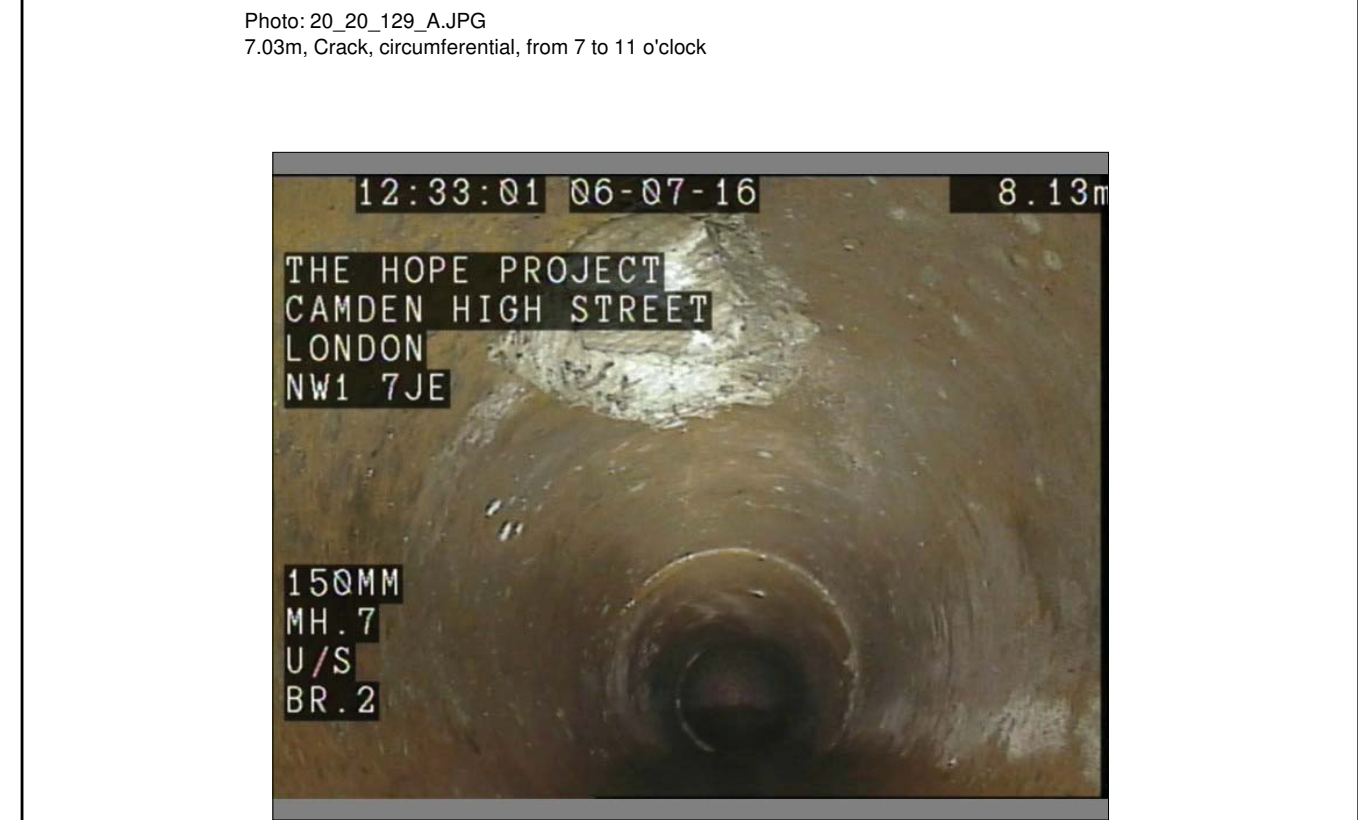 Photo: 20_20_129_A.JPG
7.03m, Crack, circumferential, from 7 to 11 o'clock
12:33:01 06-07-16 8.13m
THE HOPE PROJECT
CAMDEN HIGH STREET
LONDON
NW1 7JE
150MM
MH.7
U/S
BR.2